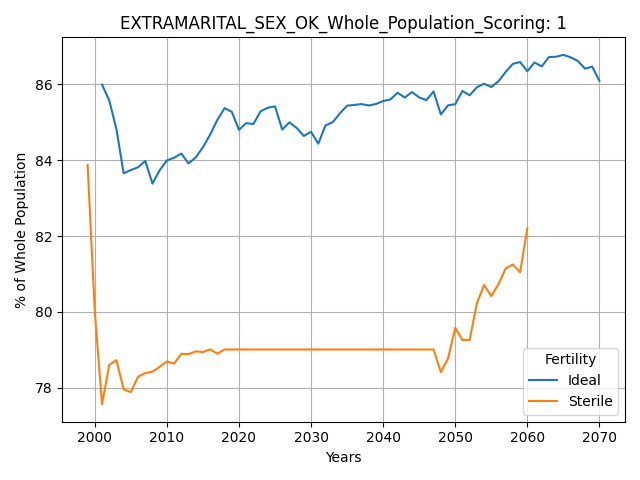 EXTRAMARITAL_SEX_OK_Whole_Population_Scoring: 1
% of Whole Population
86
84
82
80
78
2000 2010 2020 2030 2040 2050 2060 2070
Years
Fertility
Ideal
Sterile